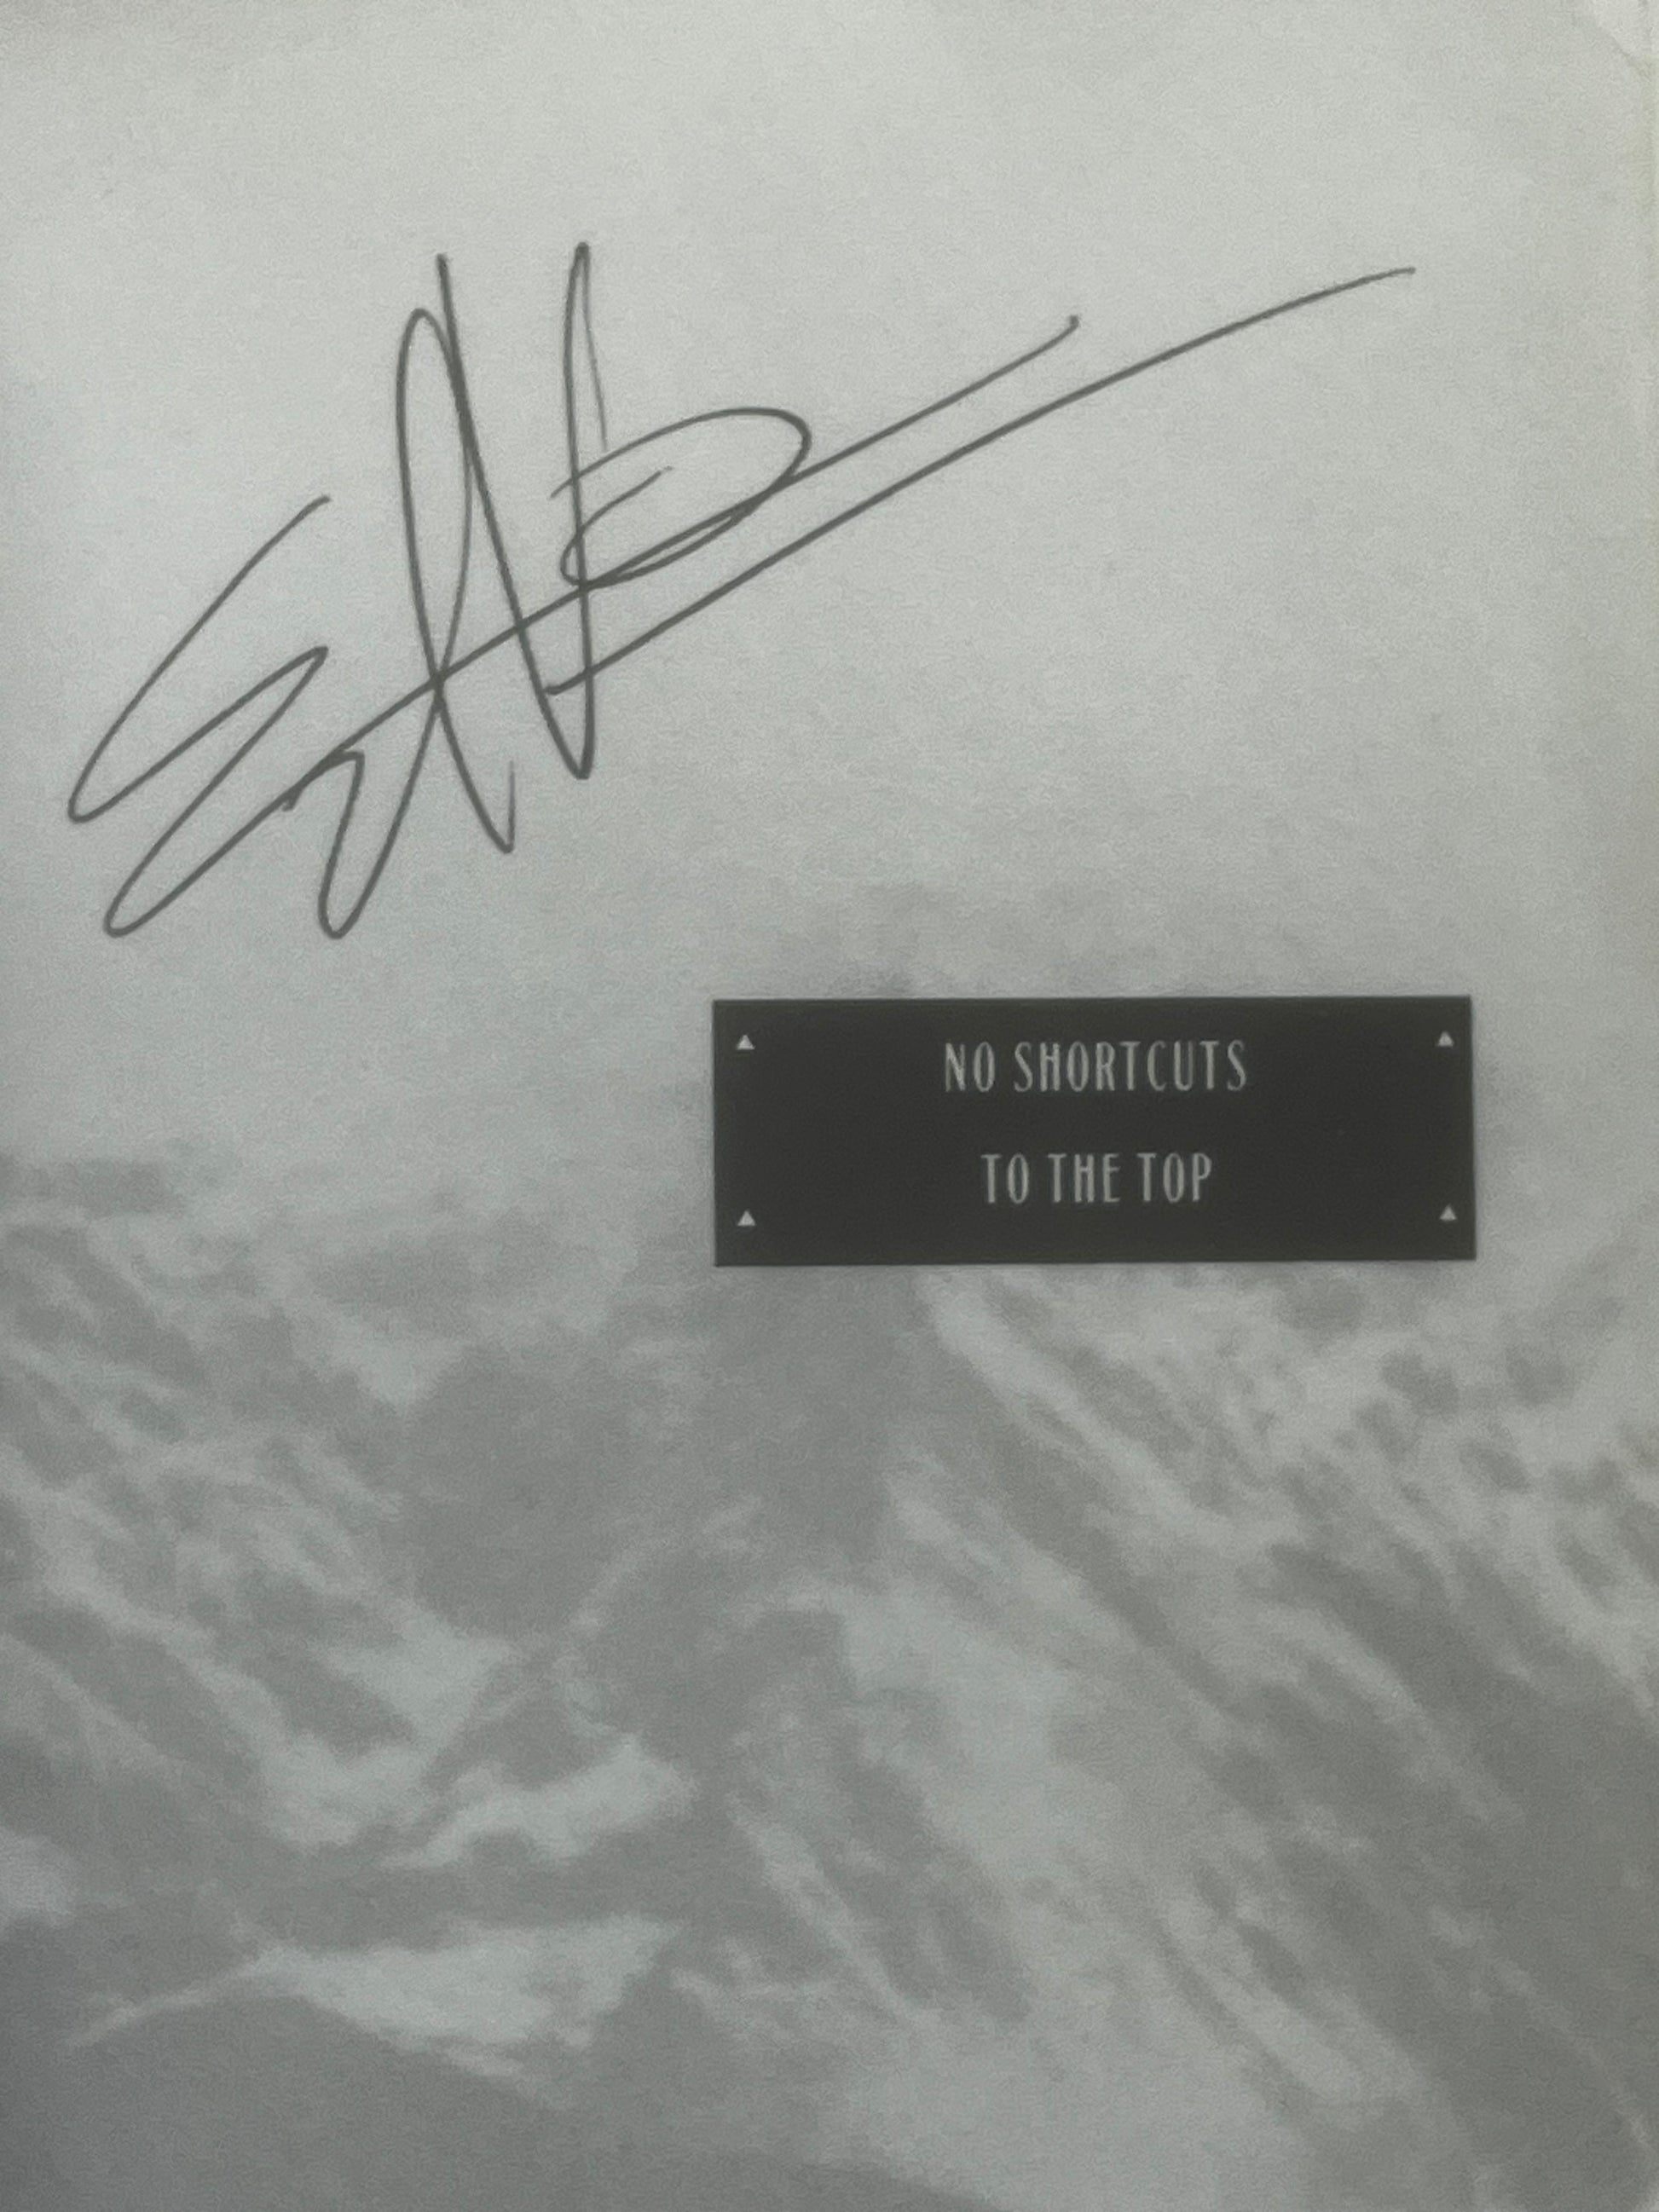 NO SHORTCUTS
TO THE TOP